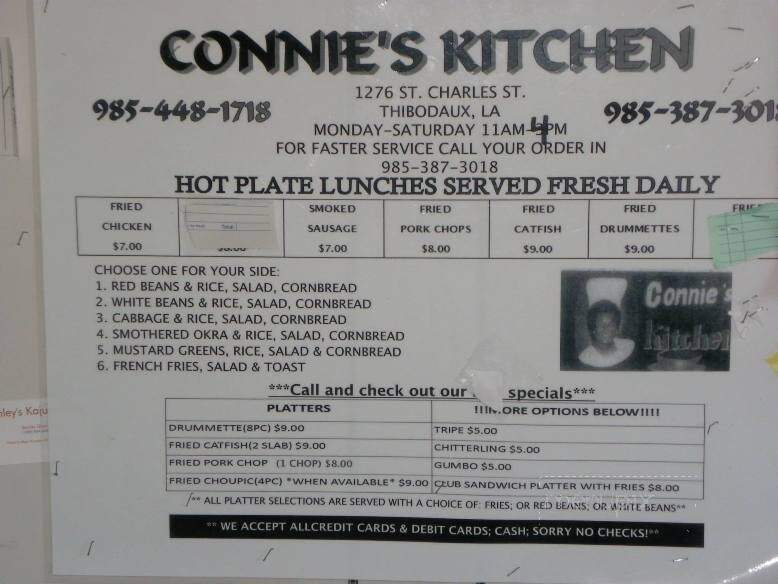 CONNIE'S KITCHEN
1276 ST. CHARLES ST.
985-448-1718 THIBODAUX, LA 985-387-301
MONDAY-SATURDAY 11AM-4PM
FOR FASTER SERVICE CALL YOUR ORDER IN
985-387-3018
HOT PLATE LUNCHES SERVED FRESH DAILY
FRIED SMOKED FRIED FRIED FRIED
CHICKEN SAUSAGE PORK CHOPS CATFISH DRUMMETTES
$7.00 $7.00 $8.00 $9.00 $9.00
CHOOSE ONE FOR YOUR SIDE:
1. RED BEANS & RICE, SALAD, CORNBREAD
2. WHITE BEANS & RICE, SALAD, CORNBREAD
3. CABBAGE & RICE, SALAD, CORNBREAD
4. SMOTHERED OKRA & RICE, SALAD, CORNBREAD
5. MUSTARD GREENS, RICE, SALAD & CORNBREAD
6. FRENCH FRIES, SALAD & TOAST
Connie's
kitchen
***Call and check out our specials***
PLATTERS !!!MORE OPTIONS BELOW!!!!
DRUMMETTE(8PC) $9.00 TRIPE $5.00
FRIED CATFISH(2 SLAB) $9.00 CHITTERLING $5.00
FRIED PORK CHOP (1 CHOP) $8.00 GUMBO $5.00
FRIED CHOUPIC(4PC) *WHEN AVAILABLE* $9.00 CLUB SANDWICH PLATTER WITH FRIES $8.00
** ALL PLATTER SELECTIONS ARE SERVED WITH A CHOICE OF: FRIES; OR RED BEANS; OR WHITE BEANS**
** WE ACCEPT ALLCREDIT CARDS & DEBIT CARDS; CASH; SORRY NO CHECKS!**